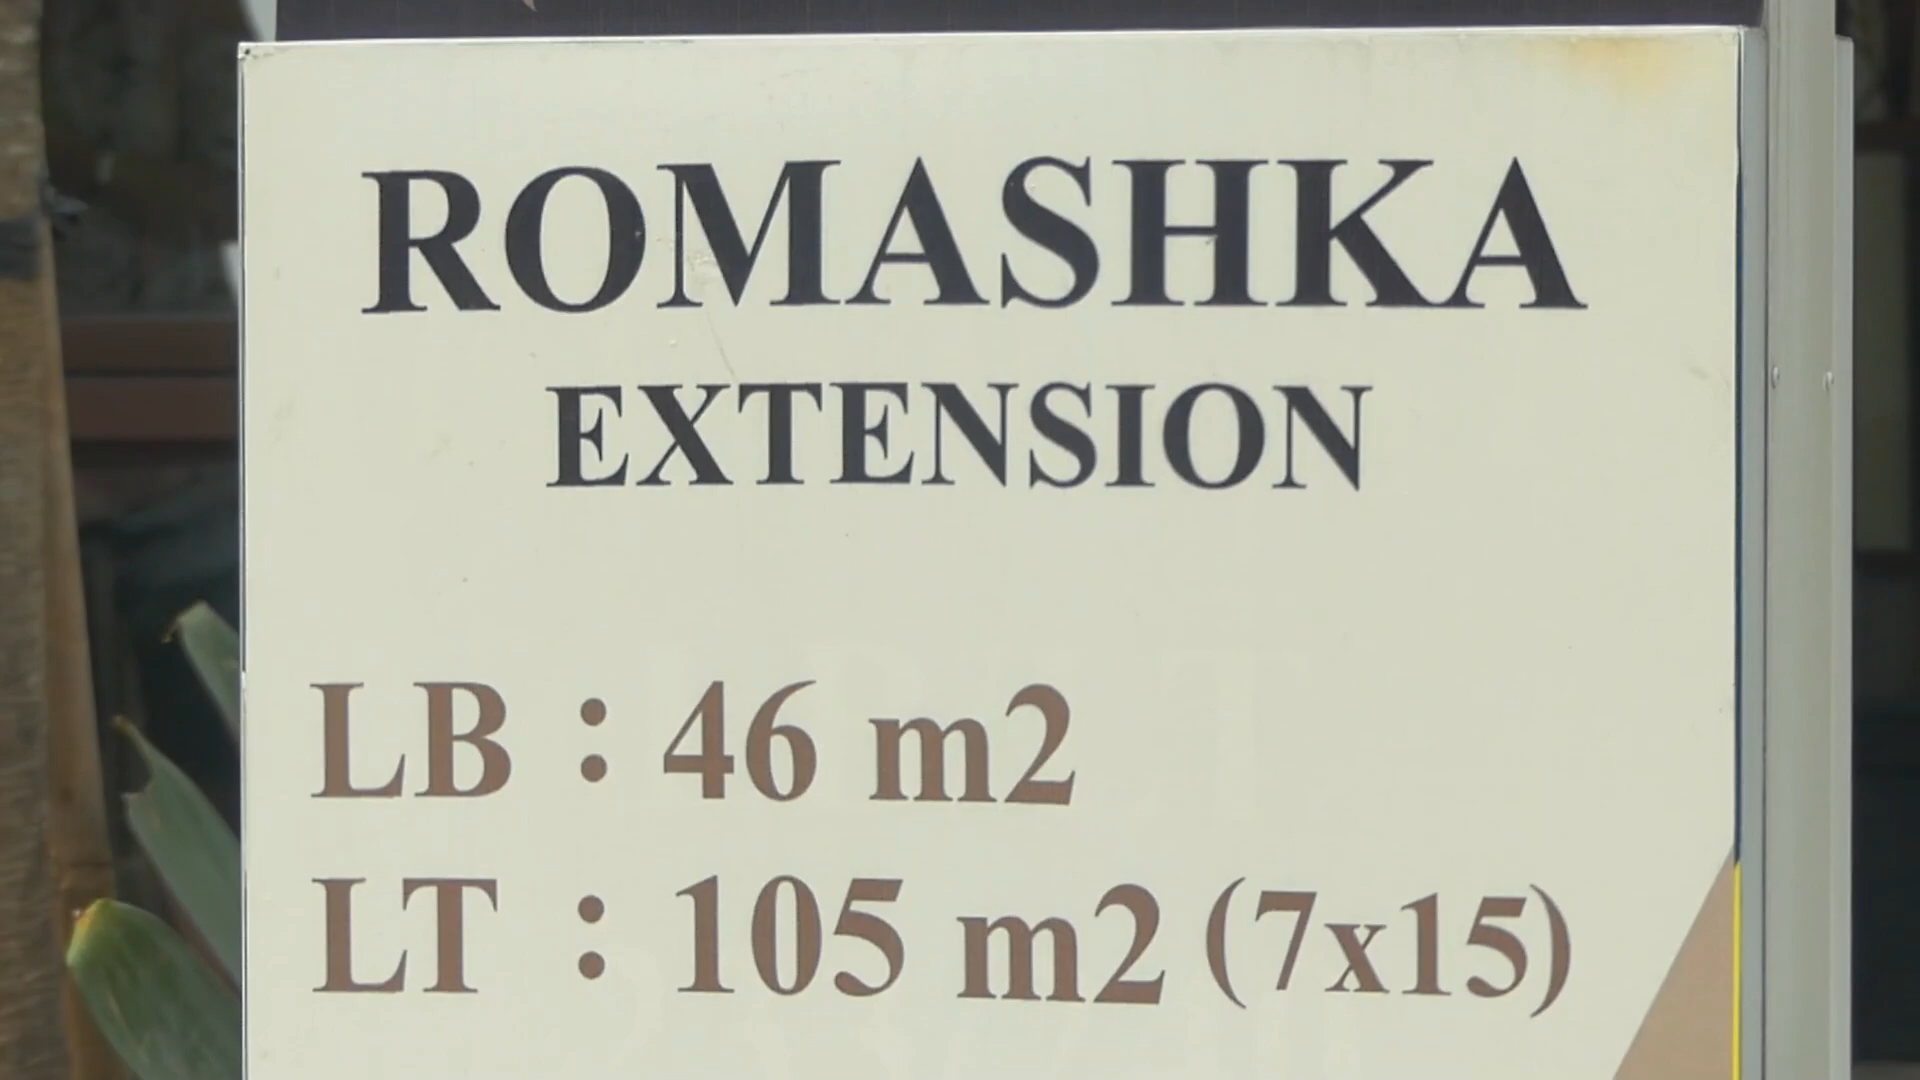 ROMASHKA
EXTENSION
LB : 46 m2
LT : 105 m2 (7x15)